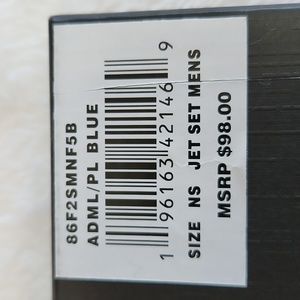 86F2SMNF5B
ADML/PL BLUE
1 96163 42146 9
SIZE NS JET SET MENS
MSRP $98.00